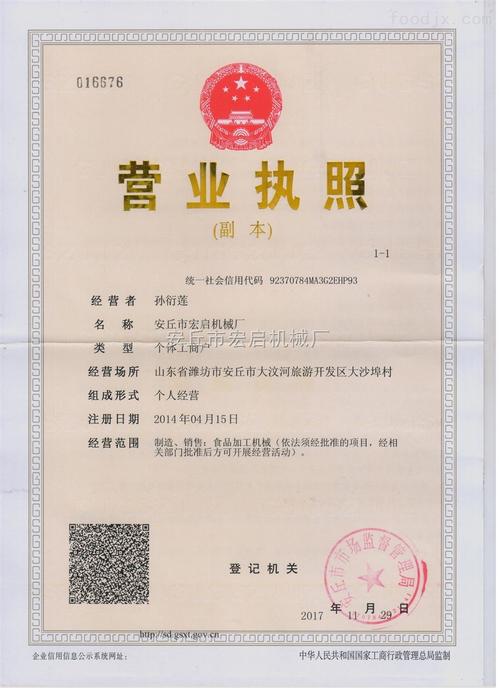 foodjx.com
016676
营业执照
(副 本)
1-1
统一社会信用代码 92370784MA3G2EHP93
经营者 孙衍莲
名称 安丘市宏启机械厂
安丘市宏启机械厂
类型 个体工商户
经营场所 山东省潍坊市安丘市大汶河旅游开发区大沙埠村
组成形式 个人经营
注册日期 2014年04月15日
经营范围 制造、销售:食品加工机械(依法须经批准的项目,经相
关部门批准后方可开展经营活动)。
安丘市市场监督管理局
登记机关
2017 年 11 月 29 日
http://sd.gsxt.gov.cn
企业信用信息公示系统网址:
中华人民共和国国家工商行政管理总局监制